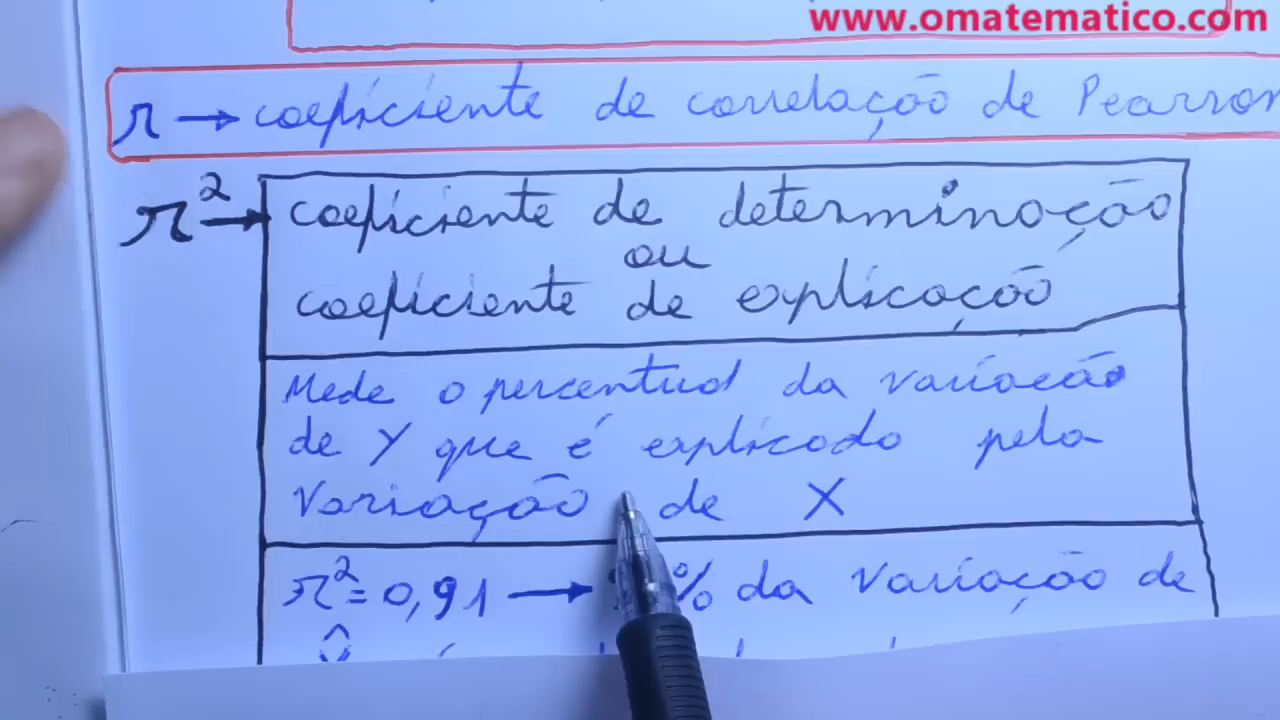 www.omatematico.com
r → coeficiente de correlação de Pearson
r² → coeficiente de determinação
ou
coeficiente de explicação
Mede o percentual da variação
de Y que é explicado pela
Variação de X
r² = 0,91 → % da variação de